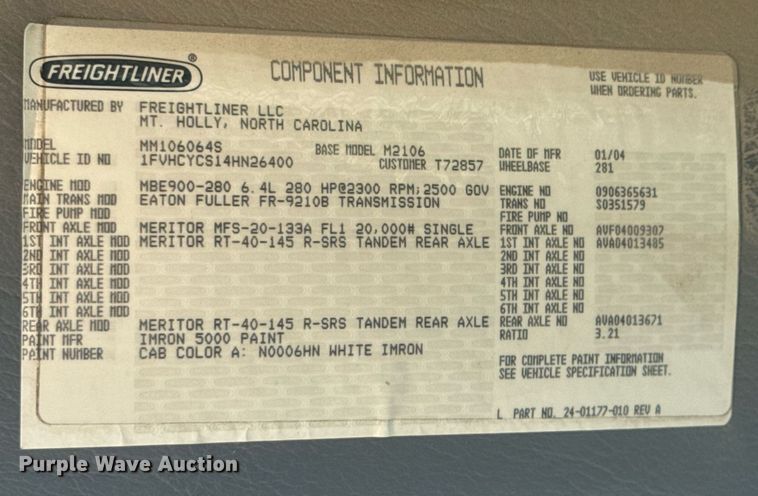 FREIGHTLINER ®
COMPONENT INFORMATION
USE VEHICLE ID NUMBER
WHEN ORDERING PARTS.
MANUFACTURED BY FREIGHTLINER LLC
MT. HOLLY, NORTH CAROLINA
MODEL MM106064S BASE MODEL M2106 DATE OF MFR 01/04
VEHICLE ID NO 1FVHCYCS14HN26400 CUSTOMER T72857 WHEELBASE 281
ENGINE MOD MBE900-280 6.4L 280 HP@2300 RPM;2500 GOV ENGINE NO 0906365631
MAIN TRANS MOD EATON FULLER FR-9210B TRANSMISSION TRANS NO S0351579
FIRE PUMP MOD FIRE PUMP NO
FRONT AXLE MOD MERITOR MFS-20-133A FL1 20,000# SINGLE FRONT AXLE NO AVF04009307
1ST INT AXLE MOD MERITOR RT-40-145 R-SRS TANDEM REAR AXLE 1ST INT AXLE NO AVA04013485
2ND INT AXLE MOD 2ND INT AXLE NO
3RD INT AXLE MOD 3RD INT AXLE NO
4TH INT AXLE MOD 4TH INT AXLE NO
5TH INT AXLE MOD 5TH INT AXLE NO
6TH INT AXLE MOD 6TH INT AXLE NO
REAR AXLE MOD MERITOR RT-40-145 R-SRS TANDEM REAR AXLE REAR AXLE NO AVA04013671
PAINT MFR IMRON 5000 PAINT RATIO 3.21
PAINT NUMBER CAB COLOR A: N0006HN WHITE IMRON
FOR COMPLETE PAINT INFORMATION
SEE VEHICLE SPECIFICATION SHEET.
L PART NO. 24-01177-010 REV A
Purple Wave Auction